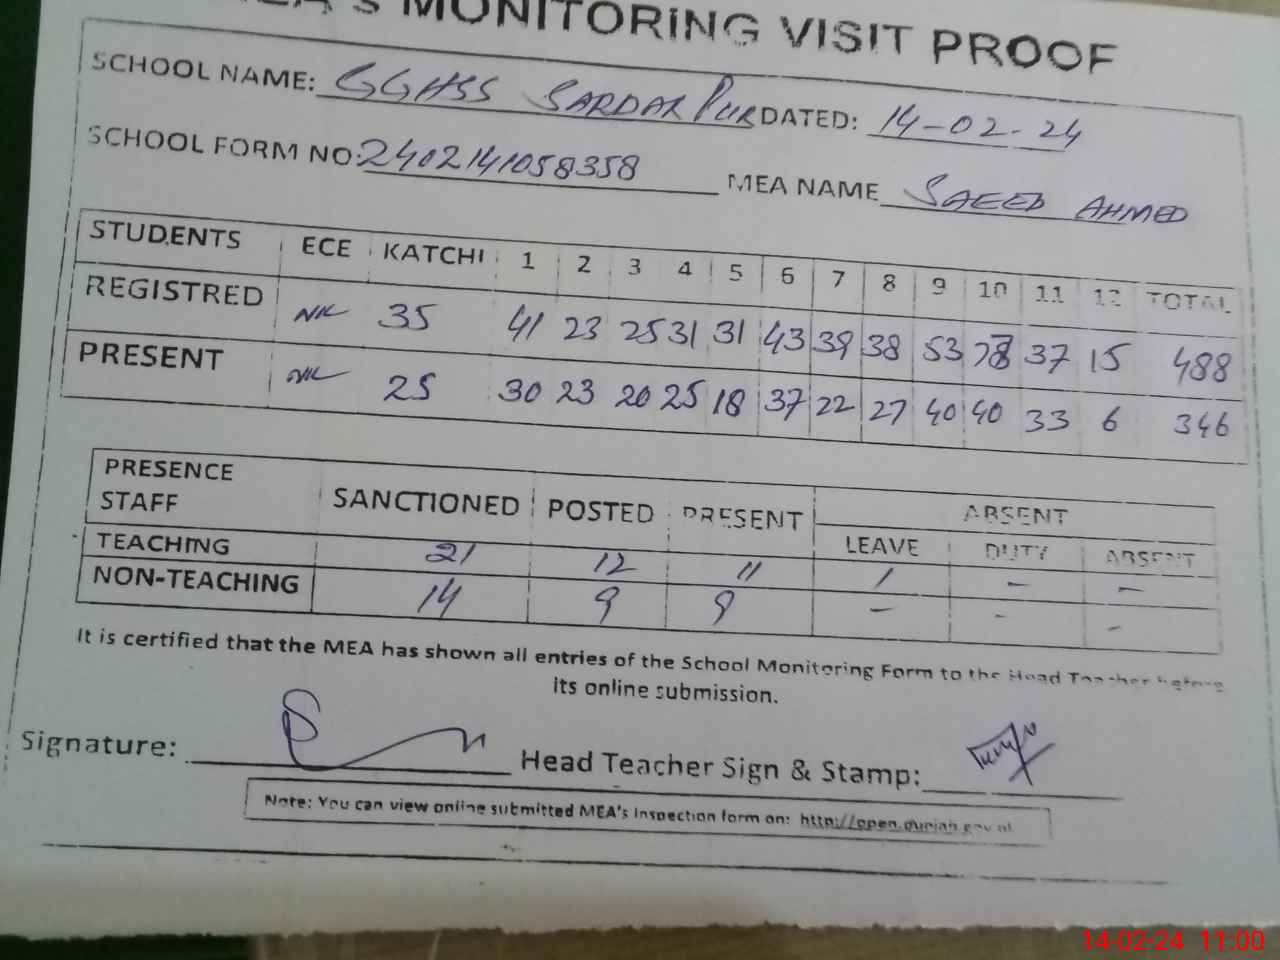 MEA's MONITORING VISIT PROOF
SCHOOL NAME: GGHSS SARDAR PUR DATED: 14-02-24
SCHOOL FORM NO: 2402141058358 MEA NAME SAEED AHMED
STUDENTS ECE KATCHI 1 2 3 4 5 6 7 8 9 10 11 12 TOTAL
REGISTRED NIL 35 41 23 25 31 31 43 39 38 53 37 15 488
PRESENT NIL 25 30 23 20 25 18 37 22 27 40 40 33 6 346
PRESENCE STAFF SANCTIONED POSTED PRESENT ABSENT
LEAVE DUTY ABSENT
TEACHING 21 12 11 1 - -
NON-TEACHING 14 9 9 - - -
It is certified that the MEA has shown all entries of the School Monitoring Form to the Head Teacher before
its online submission.
Signature: Head Teacher Sign & Stamp:
Note: You can view online submitted MEA's Inspection form on: http://open.punjab.gov.pk
14-02-24 11:00